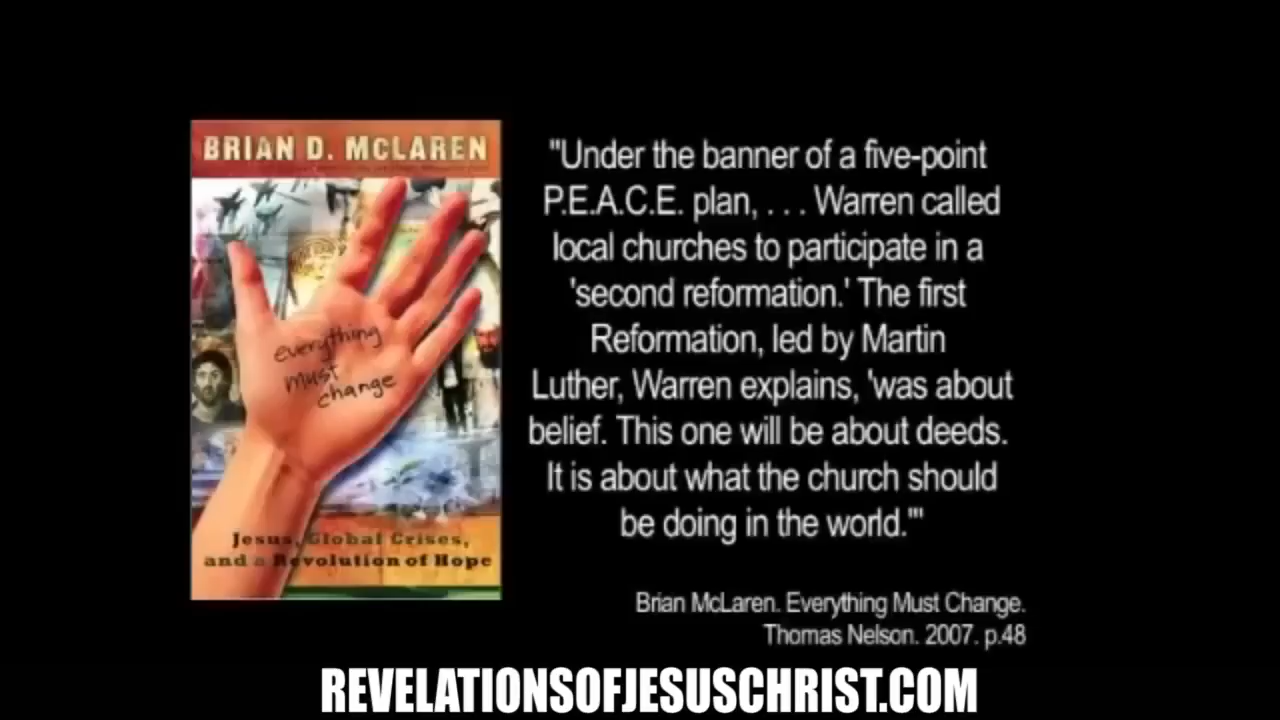 BRIAN D. McLAREN
everything
must
change
Jesus, Global Crises,
and a Revolution of Hope
"Under the banner of a five-point
P.E.A.C.E. plan, . . . Warren called
local churches to participate in a
'second reformation.' The first
Reformation, led by Martin
Luther, Warren explains, 'was about
belief. This one will be about deeds.
It is about what the church should
be doing in the world.'"
Brian McLaren. Everything Must Change.
Thomas Nelson. 2007. p.48
REVELATIONSOFJESUSCHRIST.COM